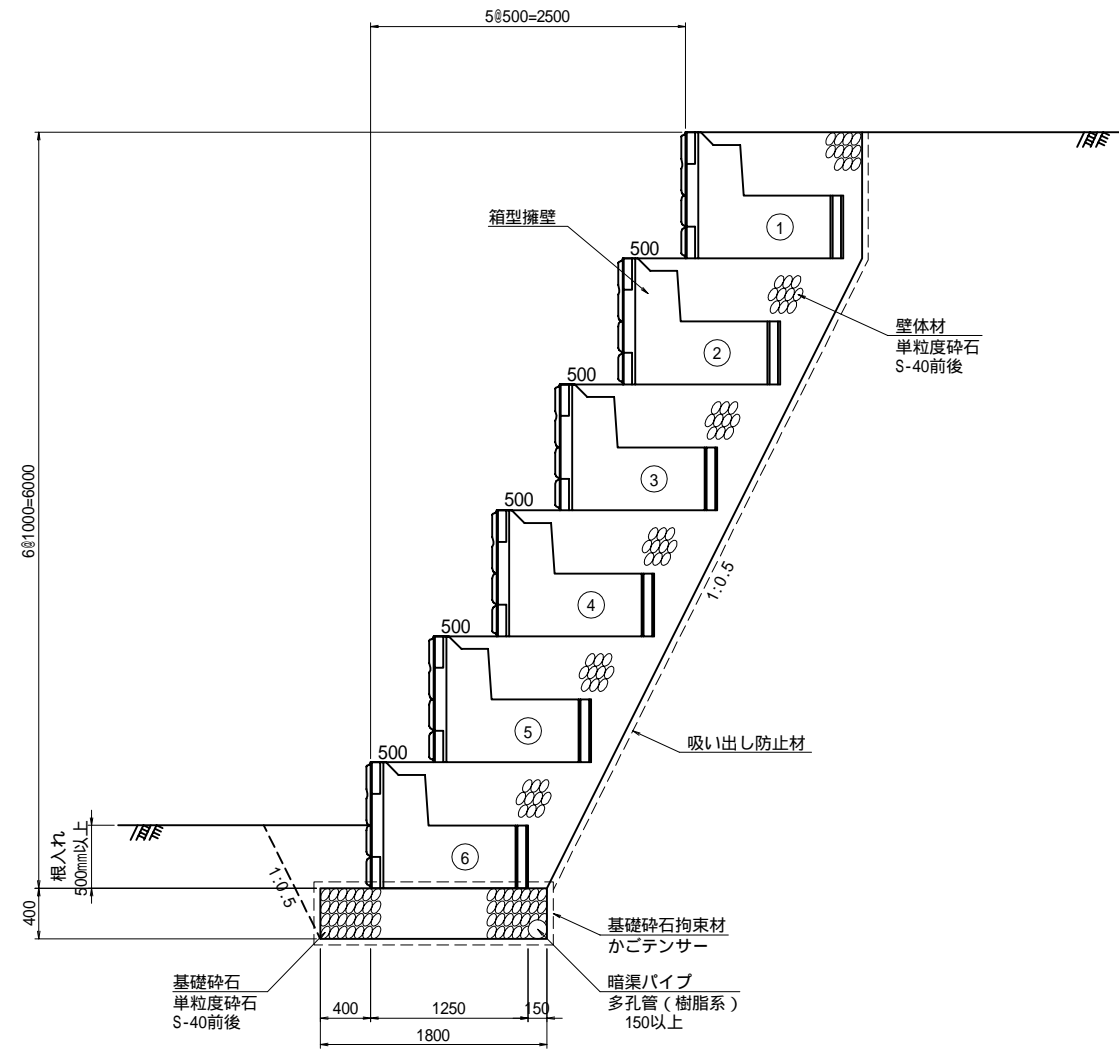 5@500=2500
①
箱型擁壁
500
②
壁体材
単粒度砕石
S-40前後
500
③
6@1000=6000
500
④
1:0.5
500
⑤
吸い出し防止材
500
⑥
根入れ
500mm以上
1:0.5
400
基礎砕石拘束材
かごテンサー
基礎砕石
単粒度砕石
S-40前後
400
1250
150
1800
暗渠パイプ
多孔管(樹脂系)
150以上